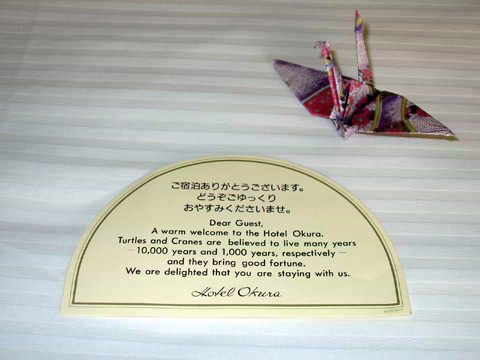 ご宿泊ありがとうございます。
どうぞごゆっくり
おやすみくださいませ。
Dear Guest,
A warm welcome to the Hotel Okura.
Turtles and Cranes are believed to live many years
—10,000 years and 1,000 years, respectively—
and they bring good fortune.
We are delighted that you are staying with us.
Hotel Okura